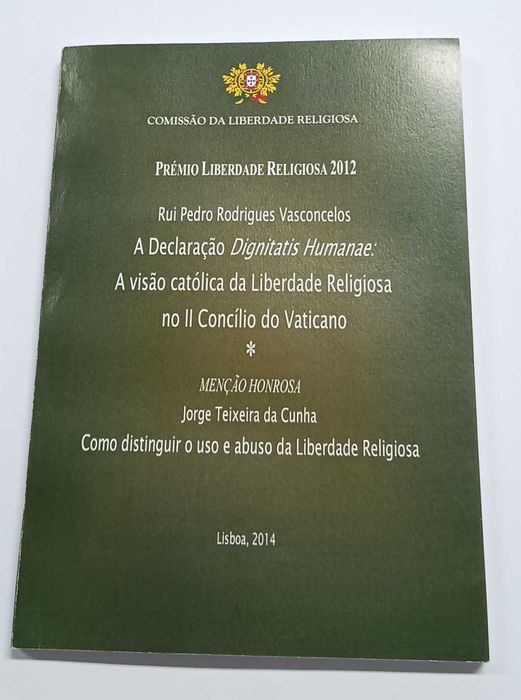 COMISSÃO DA LIBERDADE RELIGIOSA
PRÉMIO LIBERDADE RELIGIOSA 2012
Rui Pedro Rodrigues Vasconcelos
A Declaração Dignitatis Humanae:
A visão católica da Liberdade Religiosa
no II Concílio do Vaticano
*
MENÇÃO HONROSA
Jorge Teixeira da Cunha
Como distinguir o uso e abuso da Liberdade Religiosa
Lisboa, 2014